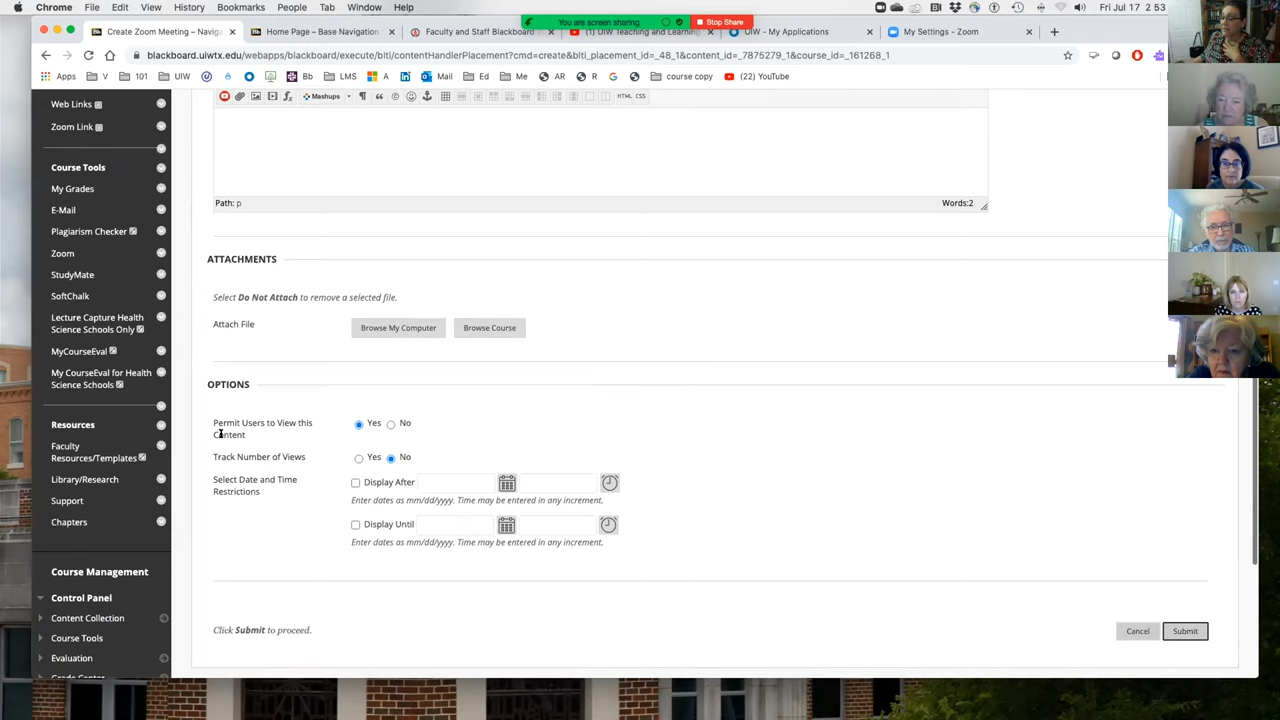 Chrome File Edit View History Bookmarks People Tab Window Help
You are screen sharing Stop Share
Fri Jul 17 2:53
Create Zoom Meeting – Naviga
Home Page – Base Navigation
Faculty and Staff Blackboard
(1) UIW Teaching and Learning
UIW - My Applications
My Settings - Zoom
blackboard.uiwtx.edu/webapps/blackboard/execute/blti/contentHandlerPlacement?cmd=create&blti_placement_id=_48_1&content_id=_7875279_1&course_id=_161268_1
Apps V 101 UIW Bb LMS A Mail Ed Me AR R course copy (22) YouTube
Web Links
Zoom Link
Course Tools
My Grades
E-Mail
Plagiarism Checker
Zoom
StudyMate
SoftChalk
Lecture Capture Health
Science Schools Only
MyCourseEval
My CourseEval for Health
Science Schools
Resources
Faculty
Resources/Templates
Library/Research
Support
Chapters
Course Management
Control Panel
Content Collection
Course Tools
Evaluation
Grade Center
Mashups HTML CSS
Path: p Words:2
ATTACHMENTS
Select Do Not Attach to remove a selected file.
Attach File Browse My Computer Browse Course
OPTIONS
Permit Users to View this
Content
Yes No
Track Number of Views Yes No
Select Date and Time
Restrictions
Display After
Enter dates as mm/dd/yyyy. Time may be entered in any increment.
Display Until
Enter dates as mm/dd/yyyy. Time may be entered in any increment.
Click Submit to proceed.
Cancel Submit